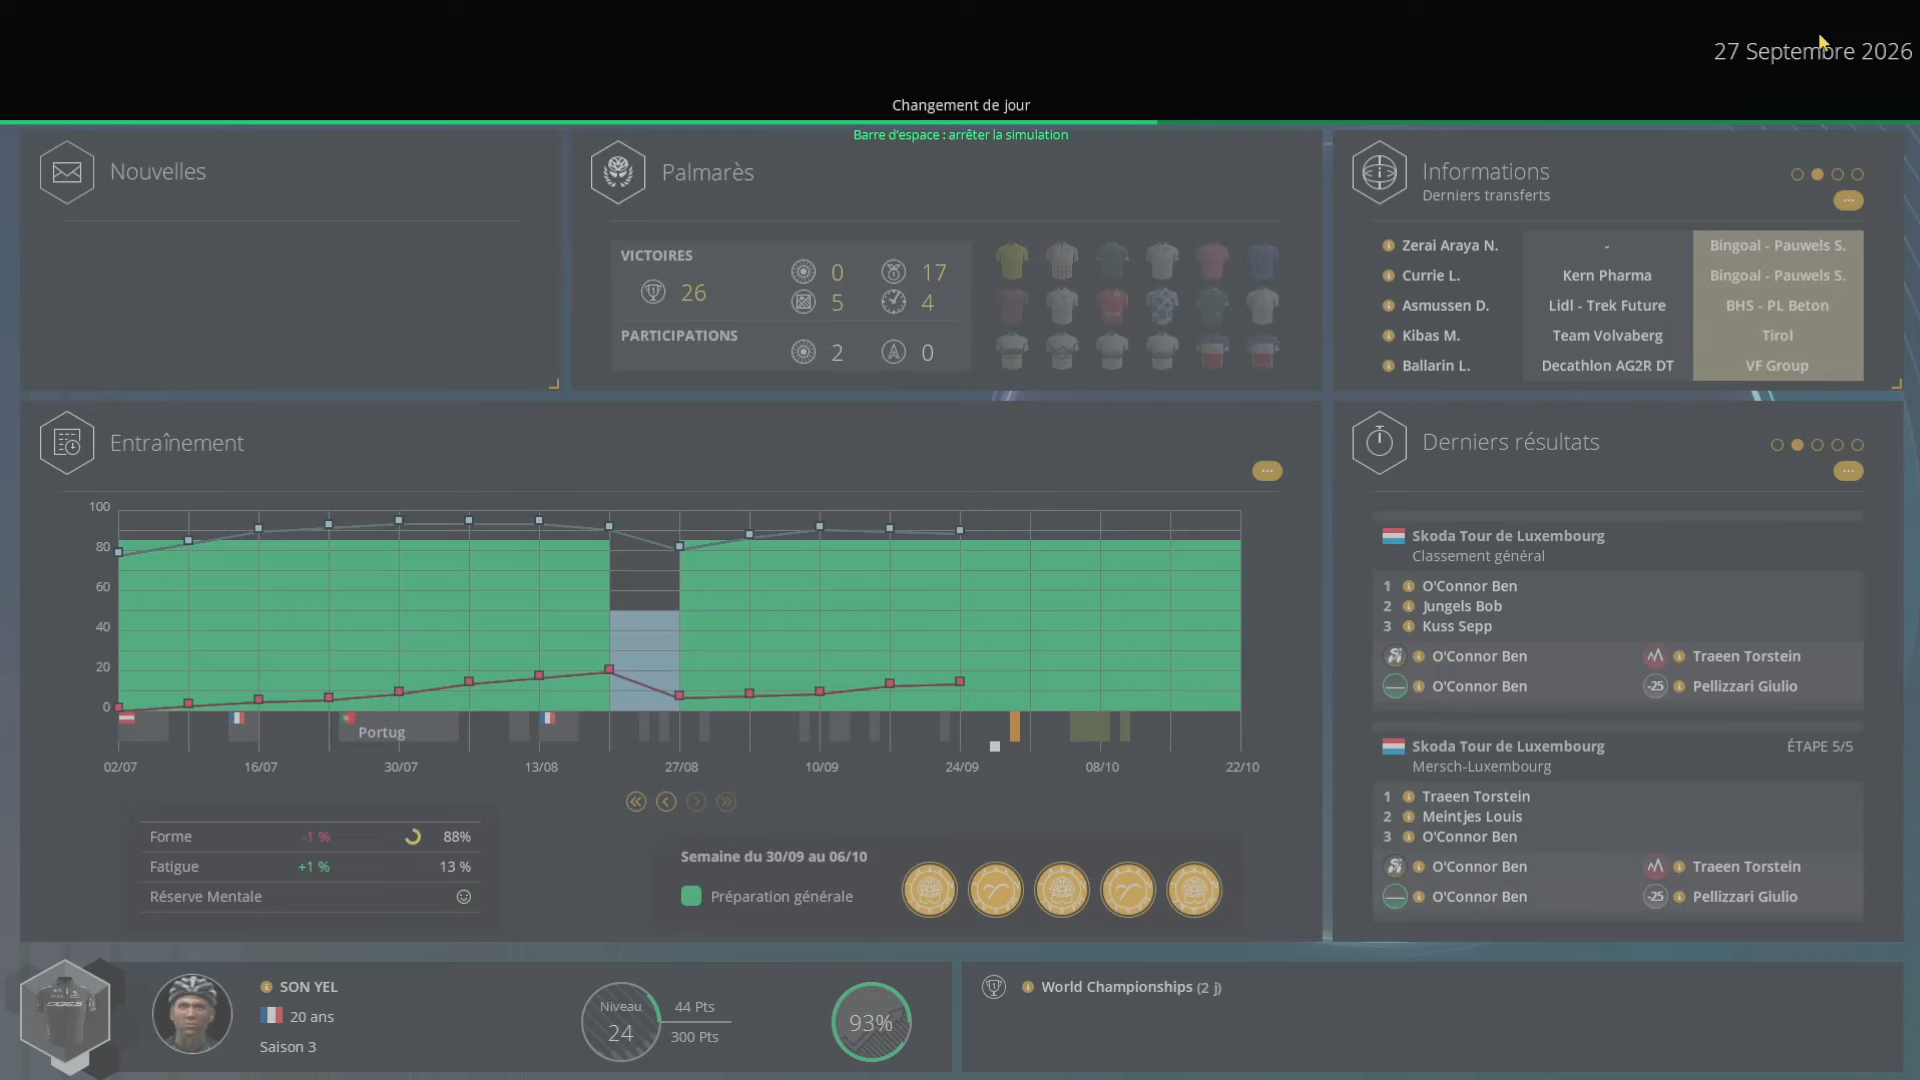 27 Septembre 2026
Changement de jour
Barre d'espace : arrêter la simulation
Nouvelles
Palmarès
VICTOIRES
26
0
17
5
4
PARTICIPATIONS
2
0
Informations
Derniers transferts
Zerai Araya N. - Bingoal - Pauwels S.
Currie L. Kern Pharma Bingoal - Pauwels S.
Asmussen D. Lidl - Trek Future BHS - PL Beton
Kibas M. Team Volvaberg Tirol
Ballarin L. Decathlon AG2R DT VF Group
Entraînement
100
80
60
40
20
0
Portug
02/07 16/07 30/07 13/08 27/08 10/09 24/09 08/10 22/10
Forme -1 % 88%
Fatigue +1 % 13 %
Réserve Mentale
Semaine du 30/09 au 06/10
Préparation générale
Derniers résultats
Skoda Tour de Luxembourg
Classement général
1 O'Connor Ben
2 Jungels Bob
3 Kuss Sepp
O'Connor Ben Traeen Torstein
O'Connor Ben -25 Pellizzari Giulio
Skoda Tour de Luxembourg ÉTAPE 5/5
Mersch-Luxembourg
1 Traeen Torstein
2 Meintjes Louis
3 O'Connor Ben
O'Connor Ben Traeen Torstein
O'Connor Ben -25 Pellizzari Giulio
SON YEL
20 ans
Saison 3
Niveau
24
44 Pts
300 Pts
93%
World Championships (2 j)